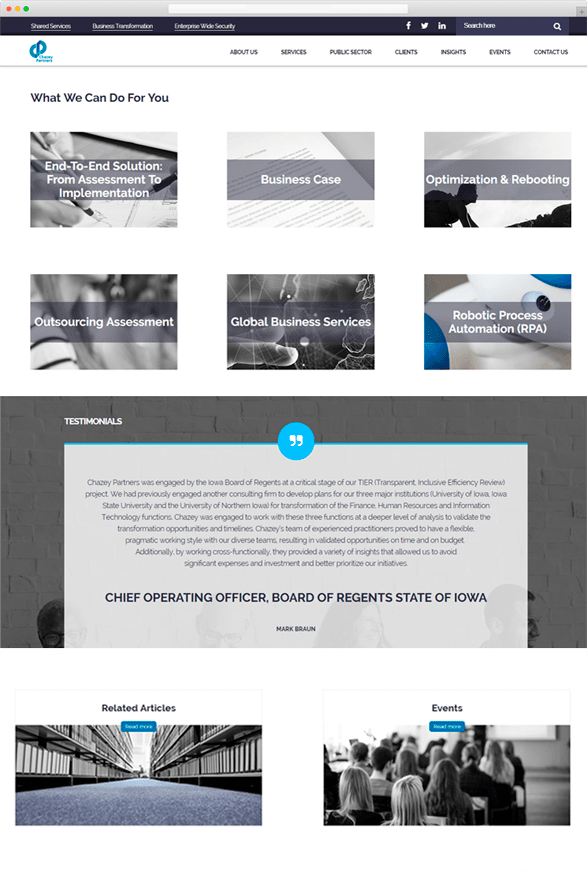 Shared Services
Business Transformation
Enterprise Wide Security
Search here
Chazey
Partners
ABOUT US
SERVICES
PUBLIC SECTOR
CLIENTS
INSIGHTS
EVENTS
CONTACT US
What We Can Do For You
End-To-End Solution:
From Assessment To
Implementation
Business Case
Optimization & Rebooting
Outsourcing Assessment
Global Business Services
Robotic Process
Automation (RPA)
TESTIMONIALS
Chazey Partners was engaged by the Iowa Board of Regents at a critical stage of our TIER (Transparent, Inclusive Efficiency Review)
project. We had previously engaged another consulting firm to develop plans for our three major institutions (University of Iowa, Iowa
State University and the University of Northern Iowa) for transformation of the Finance, Human Resources and Information
Technology functions. Chazey was engaged to work with these three functions at a deeper level of analysis to validate the
transformation opportunities and timelines. Chazey's team of experienced practitioners proved to have a flexible,
pragmatic working style with our diverse teams, resulting in validated opportunities on time and on budget.
Additionally, by working cross-functionally, they provided a variety of insights that allowed us to avoid
significant expenses and investment and better prioritize our initiatives.
CHIEF OPERATING OFFICER, BOARD OF REGENTS STATE OF IOWA
MARK BRAUN
Related Articles
Read more
Events
Read more